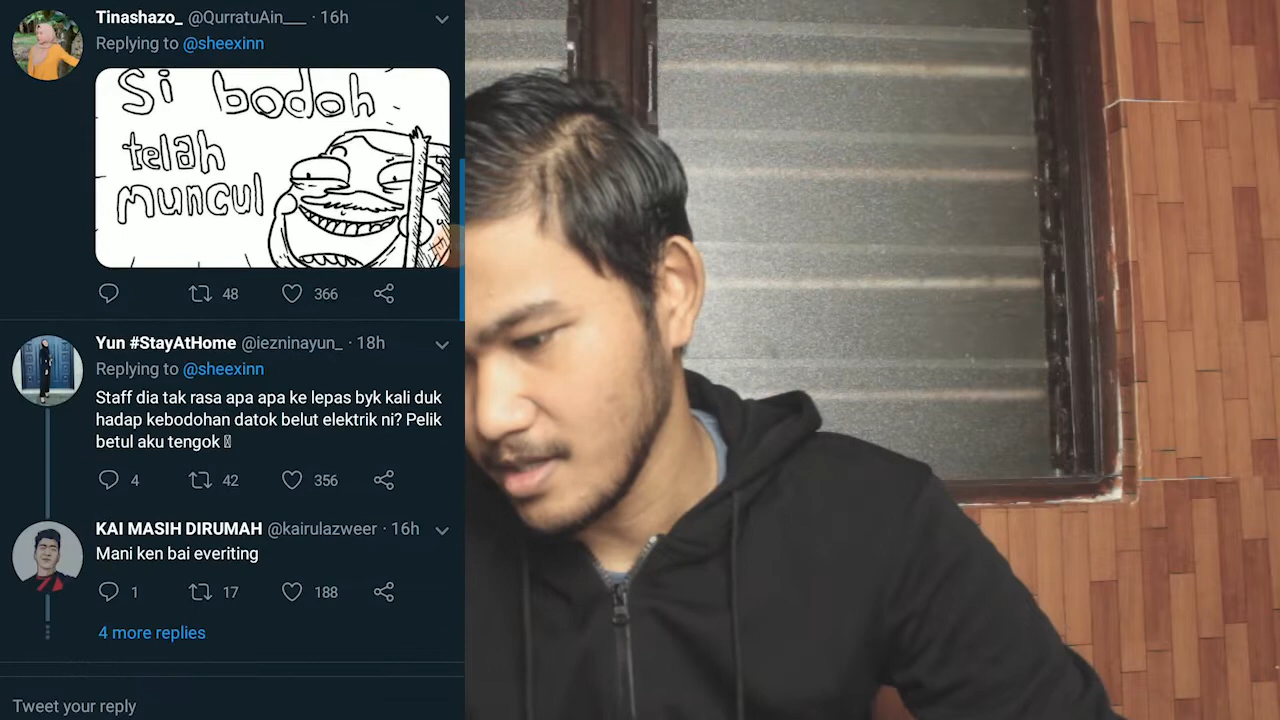 Tinashazo_ @QurratuAin___ · 16h
Replying to @sheexinn
Si bodoh
telah
muncul
48 366
Yun #StayAtHome @iezninayun_ · 18h
Replying to @sheexinn
Staff dia tak rasa apa apa ke lepas byk kali duk
hadap kebodohan datok belut elektrik ni? Pelik
betul aku tengok
4 42 356
KAI MASIH DIRUMAH @kairulazweer · 16h
Mani ken bai everiting
1 17 188
4 more replies
Tweet your reply